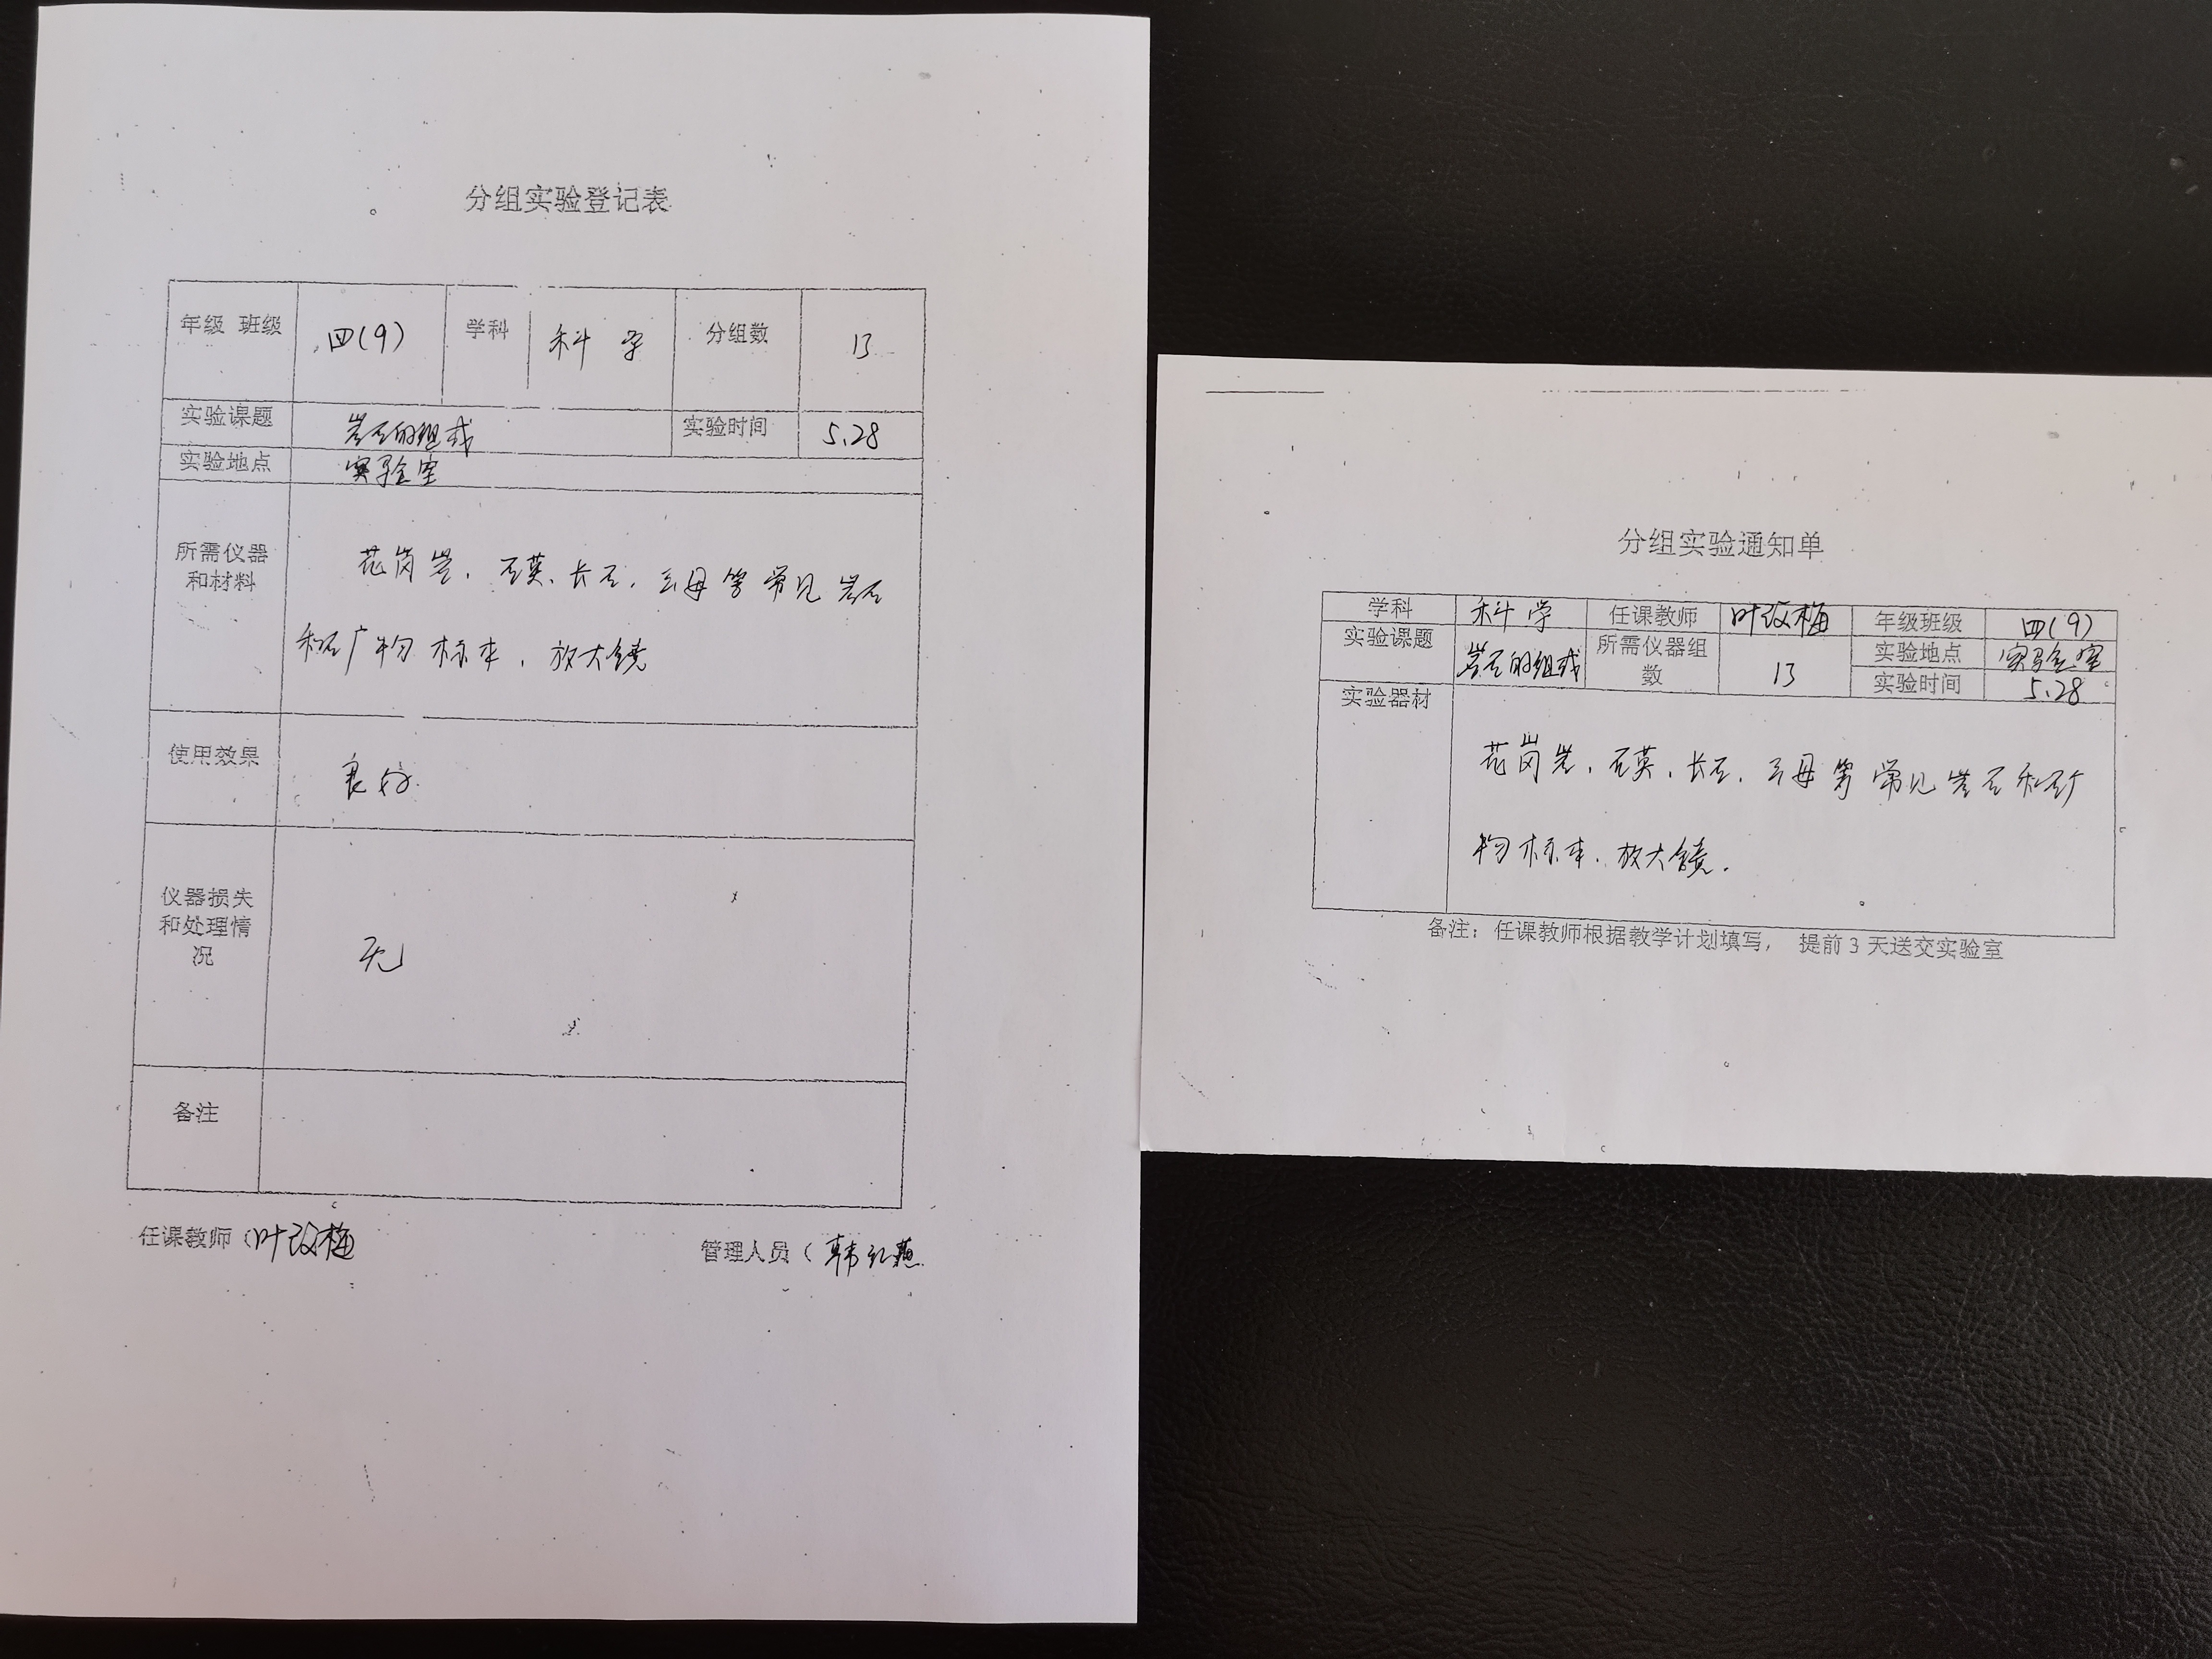 分组实验登记表
年级 班级 四(9) 学科 科学 分组数 13
实验课题 岩石的组成 实验时间 5.28
实验地点 实验室
所需仪器和材料
花岗岩、石英、长石、云母等常见岩石
和矿物标本、放大镜
使用效果 良好.
仪器损失和处理情况 无
备注
任课教师(叶改梅
管理人员(韩红燕
分组实验通知单
学科 科学 任课教师 叶改梅 年级班级 四(9)
实验课题 岩石的组成 所需仪器组数 13 实验地点 实验室
实验时间 5.28
实验器材
花岗岩、石英、长石、云母等常见岩石和矿
物标本、放大镜.
备注：任课教师根据教学计划填写， 提前3天送交实验室